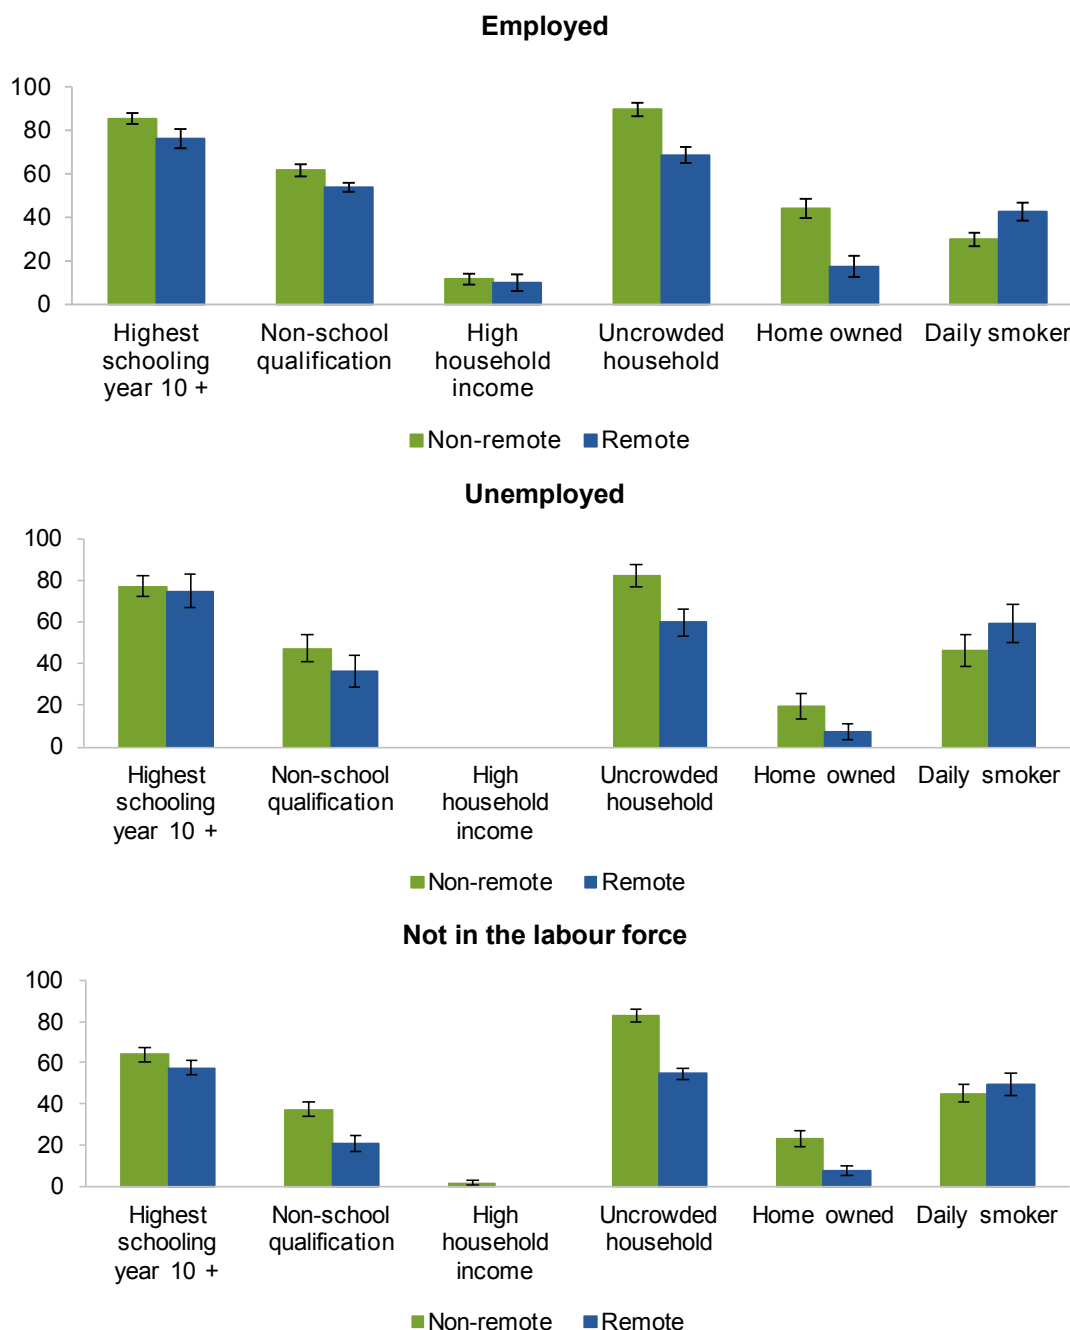 Employed
100
80
60
40
20
0
Highest schooling year 10 +
Non-school qualification
High household income
Uncrowded household
Home owned
Daily smoker
Non-remote Remote
Unemployed
100
80
60
40
20
0
Highest schooling year 10 +
Non-school qualification
High household income
Uncrowded household
Home owned
Daily smoker
Non-remote Remote
Not in the labour force
100
80
60
40
20
0
Highest schooling year 10 +
Non-school qualification
High household income
Uncrowded household
Home owned
Daily smoker
Non-remote Remote